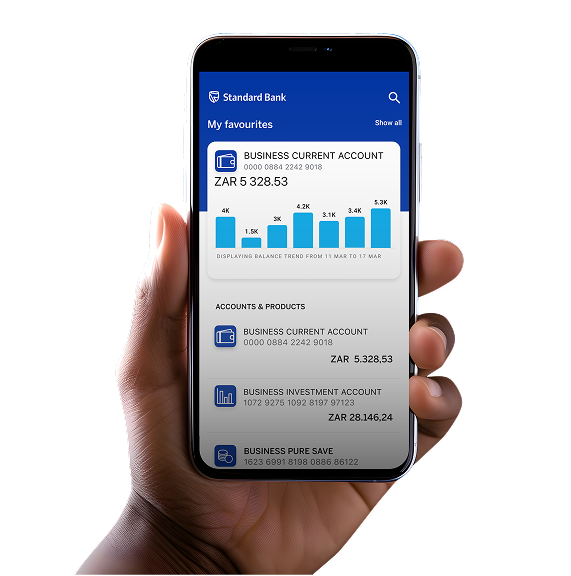 Standard Bank
My favourites Show all
BUSINESS CURRENT ACCOUNT
0000 0884 2242 9018
ZAR 5 328.53
4K 1.5K 3K 4.2K 3.1K 3.4K 5.3K
DISPLAYING BALANCE TREND FROM 11 MAR TO 17 MAR
ACCOUNTS & PRODUCTS
BUSINESS CURRENT ACCOUNT
0000 0884 2242 9018
ZAR 5.328,53
BUSINESS INVESTMENT ACCOUNT
1072 9275 1092 8197 97123
ZAR 28.146,24
BUSINESS PURE SAVE
1623 6991 8198 0886 86122